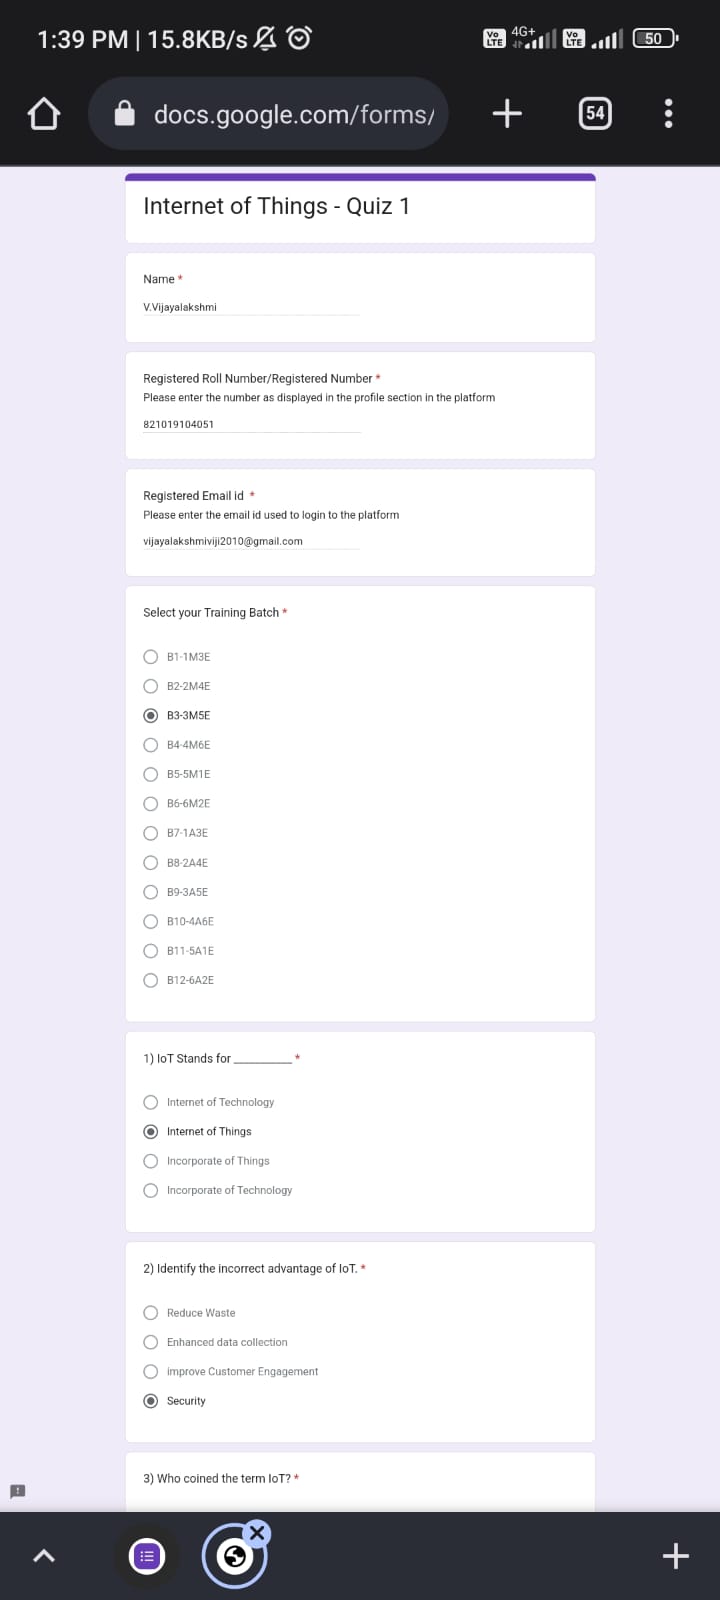 1:39 PM | 15.8KB/s
Vo LTE 4G+ Vo LTE 50
docs.google.com/forms/
54
Internet of Things - Quiz 1
Name *
V.Vijayalakshmi
Registered Roll Number/Registered Number *
Please enter the number as displayed in the profile section in the platform
821019104051
Registered Email id *
Please enter the email id used to login to the platform
vijayalakshmiviji2010@gmail.com
Select your Training Batch *
B1-1M3E
B2-2M4E
B3-3M5E
B4-4M6E
B5-5M1E
B6-6M2E
B7-1A3E
B8-2A4E
B9-3A5E
B10-4A6E
B11-5A1E
B12-6A2E
1) IoT Stands for __________ *
Internet of Technology
Internet of Things
Incorporate of Things
Incorporate of Technology
2) Identify the incorrect advantage of IoT. *
Reduce Waste
Enhanced data collection
improve Customer Engagement
Security
3) Who coined the term IoT? *